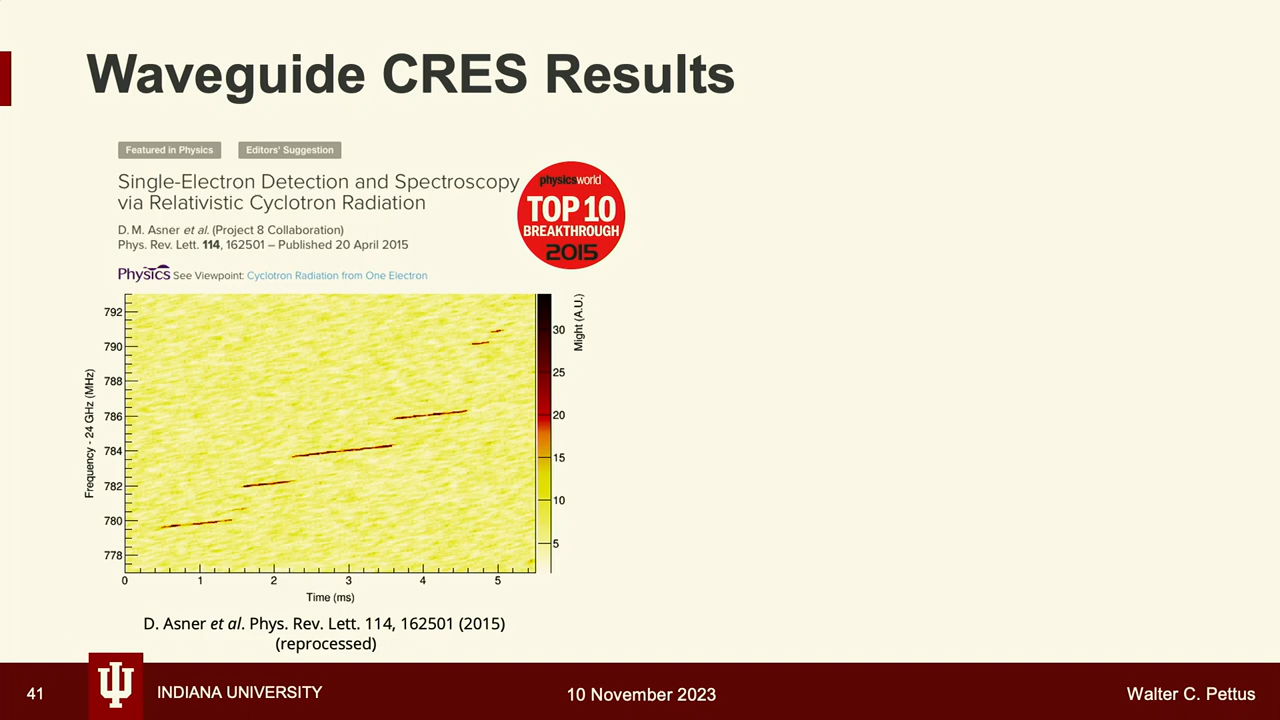 Waveguide CRES Results
Featured in Physics
Editors' Suggestion
Single-Electron Detection and Spectroscopy
via Relativistic Cyclotron Radiation
D. M. Asner et al. (Project 8 Collaboration)
Phys. Rev. Lett. 114, 162501 – Published 20 April 2015
Physics See Viewpoint: Cyclotron Radiation from One Electron
physicsworld
TOP 10
BREAKTHROUGH
2015
Frequency - 24 GHz (MHz)
792
790
788
786
784
782
780
778
0 1 2 3 4 5
Time (ms)
30
25
20
15
10
5
Might (A.U.)
D. Asner et al. Phys. Rev. Lett. 114, 162501 (2015)
(reprocessed)
41
INDIANA UNIVERSITY
10 November 2023
Walter C. Pettus